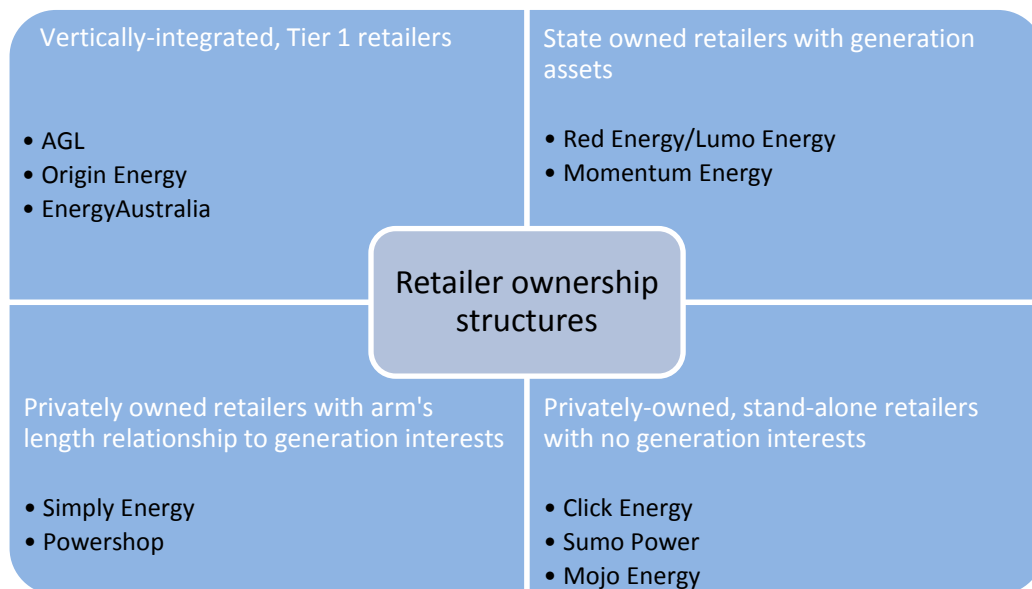 Vertically-integrated, Tier 1 retailers
• AGL
• Origin Energy
• EnergyAustralia
State owned retailers with generation
assets
• Red Energy/Lumo Energy
• Momentum Energy
Retailer ownership
structures
Privately owned retailers with arm's
length relationship to generation interests
• Simply Energy
• Powershop
Privately-owned, stand-alone retailers
with no generation interests
• Click Energy
• Sumo Power
• Mojo Energy